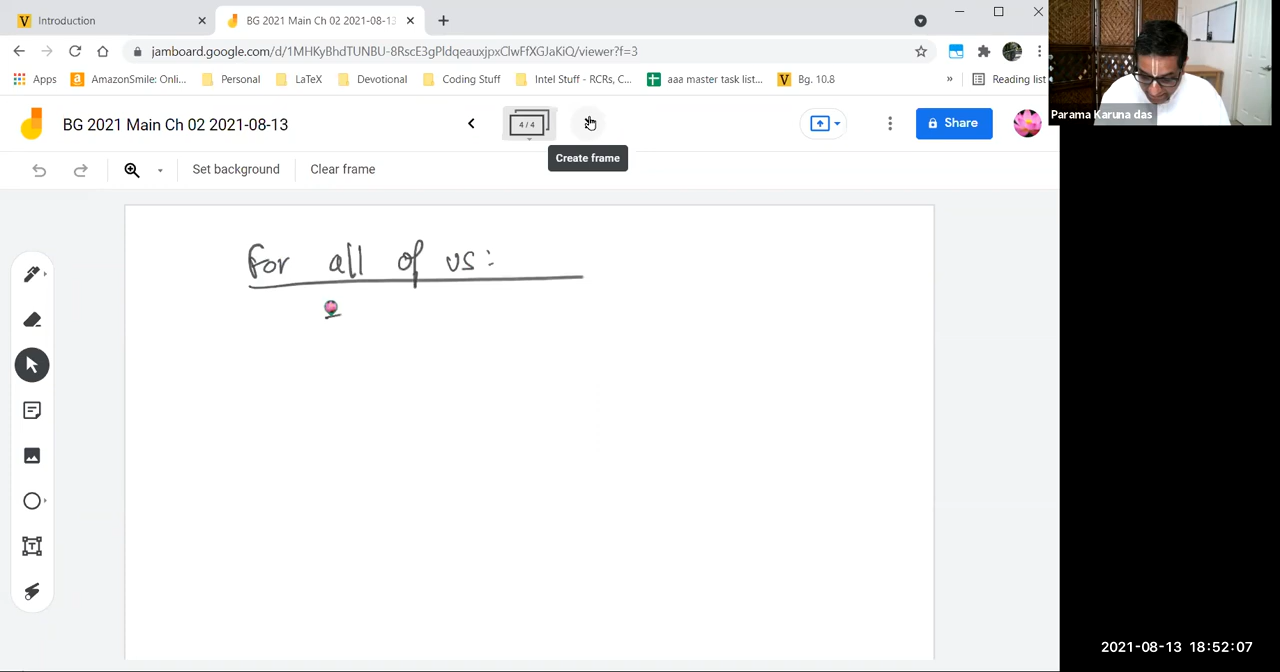 Introduction
BG 2021 Main Ch 02 2021-08-13
jamboard.google.com/d/1MHKyBhdTUNBU-8RscE3gPldqeauxjpxClwFfXGJaKiQ/viewer?f=3
Apps
AmazonSmile: Onli...
Personal
LaTeX
Devotional
Coding Stuff
Intel Stuff - RCRs, C...
aaa master task list...
Bg. 10.8
»
Reading list
Parama Karuna das
BG 2021 Main Ch 02 2021-08-13
4 / 4
Share
Create frame
Set background
Clear frame
For all of us:
2021-08-13 18:52:07